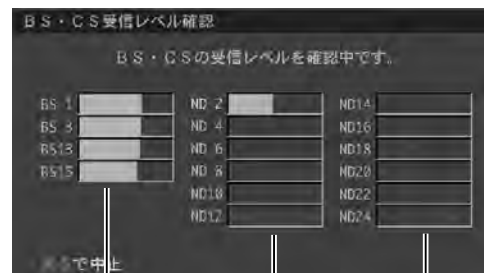 BS・CS受信レベル確認
BS・CSの受信レベルを確認中です。
BS 1 ND 2 ND14
BS 3 ND 4 ND16
BS13 ND 6 ND18
BS15 ND 8 ND20
ND10 ND22
ND12 ND24
で中止